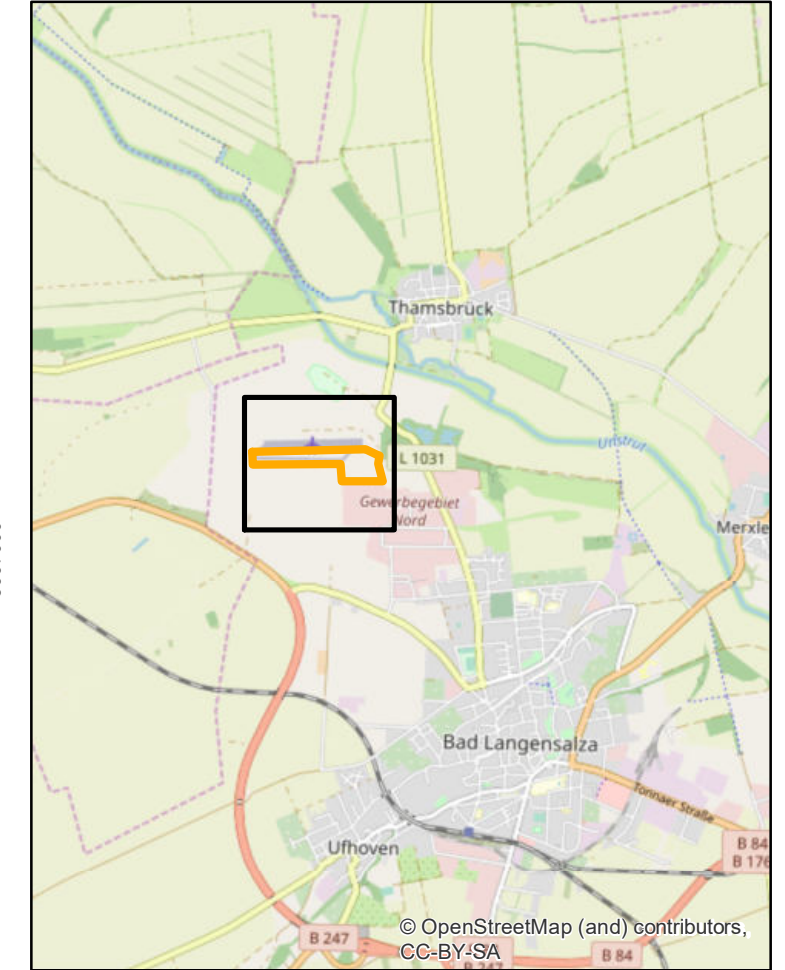 Thamsbrück
Unstrut
L 1031
Gewerbegebiet
Nord
Merxle
Bad Langensalza
Tonnaer Straße
Ufhoven
B 84
B 176
B 247
© OpenStreetMap (and) contributors,
CC-BY-SA
B 84
B 247